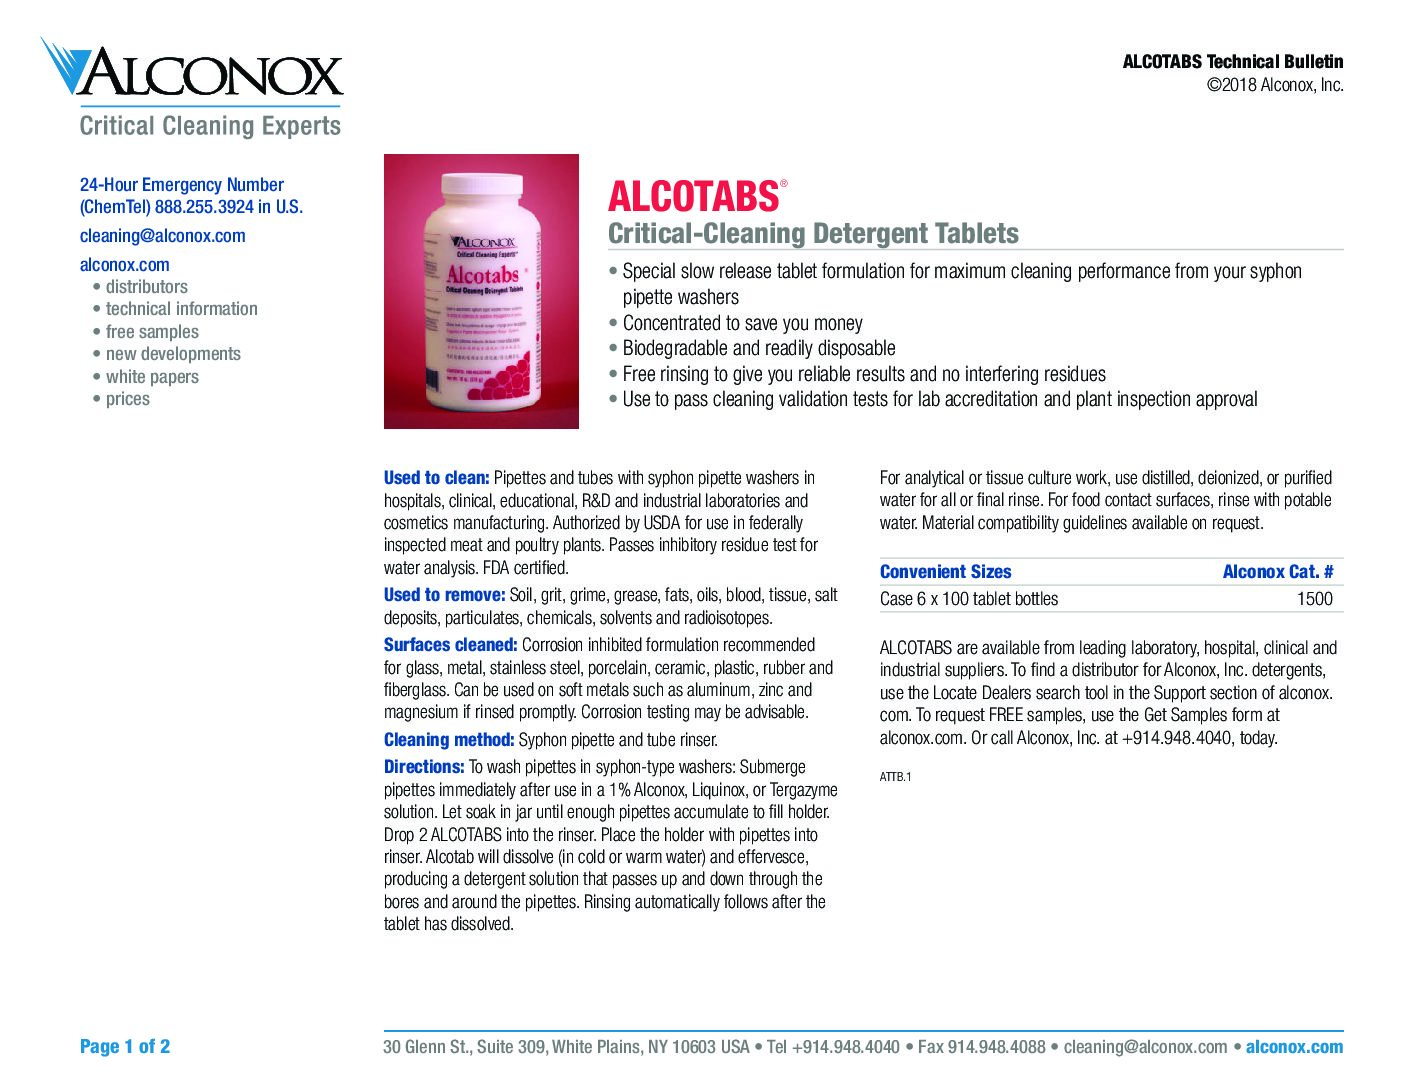 ALCONOX
Critical Cleaning Experts
ALCOTABS Technical Bulletin
©2018 Alconox, Inc.
24-Hour Emergency Number
(ChemTel) 888.255.3924 in U.S.
cleaning@alconox.com
alconox.com
• distributors
• technical information
• free samples
• new developments
• white papers
• prices
ALCONOX
Critical Cleaning Experts
Alcotabs
Critical Cleaning Detergent Tablets
ALCOTABS®
Critical-Cleaning Detergent Tablets
• Special slow release tablet formulation for maximum cleaning performance from your syphon
pipette washers
• Concentrated to save you money
• Biodegradable and readily disposable
• Free rinsing to give you reliable results and no interfering residues
• Use to pass cleaning validation tests for lab accreditation and plant inspection approval
Used to clean: Pipettes and tubes with syphon pipette washers in
hospitals, clinical, educational, R&D and industrial laboratories and
cosmetics manufacturing. Authorized by USDA for use in federally
inspected meat and poultry plants. Passes inhibitory residue test for
water analysis. FDA certified.
Used to remove: Soil, grit, grime, grease, fats, oils, blood, tissue, salt
deposits, particulates, chemicals, solvents and radioisotopes.
Surfaces cleaned: Corrosion inhibited formulation recommended
for glass, metal, stainless steel, porcelain, ceramic, plastic, rubber and
fiberglass. Can be used on soft metals such as aluminum, zinc and
magnesium if rinsed promptly. Corrosion testing may be advisable.
Cleaning method: Syphon pipette and tube rinser.
Directions: To wash pipettes in syphon-type washers: Submerge
pipettes immediately after use in a 1% Alconox, Liquinox, or Tergazyme
solution. Let soak in jar until enough pipettes accumulate to fill holder.
Drop 2 ALCOTABS into the rinser. Place the holder with pipettes into
rinser. Alcotab will dissolve (in cold or warm water) and effervesce,
producing a detergent solution that passes up and down through the
bores and around the pipettes. Rinsing automatically follows after the
tablet has dissolved.
For analytical or tissue culture work, use distilled, deionized, or purified
water for all or final rinse. For food contact surfaces, rinse with potable
water. Material compatibility guidelines available on request.
Convenient Sizes Alconox Cat. #
Case 6 x 100 tablet bottles 1500
ALCOTABS are available from leading laboratory, hospital, clinical and
industrial suppliers. To find a distributor for Alconox, Inc. detergents,
use the Locate Dealers search tool in the Support section of alconox.
com. To request FREE samples, use the Get Samples form at
alconox.com. Or call Alconox, Inc. at +914.948.4040, today.
ATTB.1
Page 1 of 2
30 Glenn St., Suite 309, White Plains, NY 10603 USA • Tel +914.948.4040 • Fax 914.948.4088 • cleaning@alconox.com • alconox.com